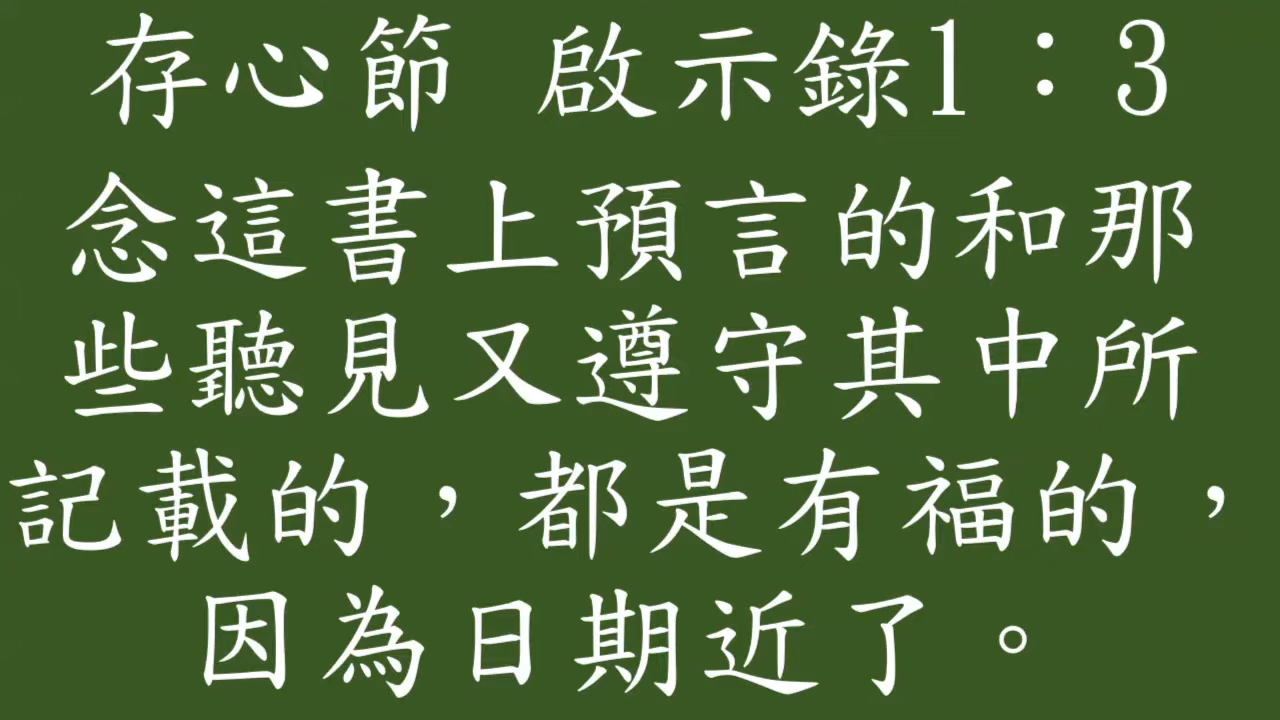 存心節 啟示錄1：3
念這書上預言的和那
些聽見又遵守其中所
記載的，都是有福的，
因為日期近了。